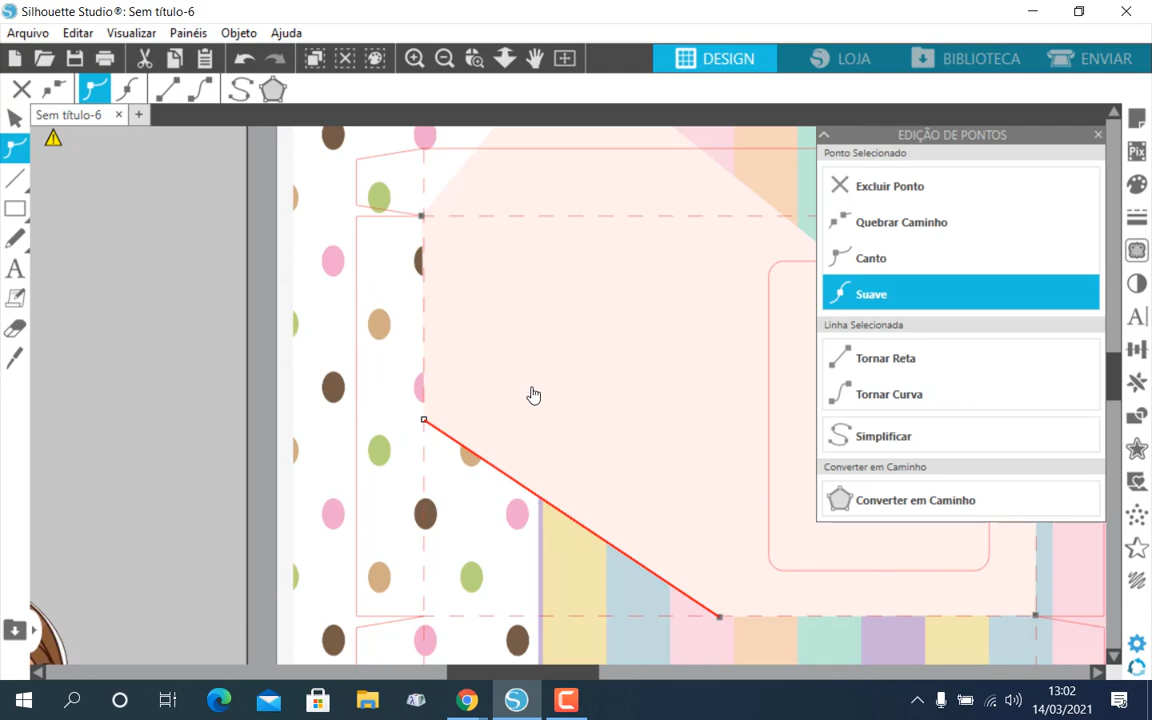 Silhouette Studio®: Sem título-6
Arquivo Editar Visualizar Painéis Objeto Ajuda
DESIGN LOJA BIBLIOTECA ENVIAR
Sem título-6
EDIÇÃO DE PONTOS
Ponto Selecionado
Pix
Excluir Ponto
Quebrar Caminho
Canto
Suave
Linha Selecionada
Tornar Reta
Tornar Curva
Simplificar
Converter em Caminho
Converter em Caminho
13:02
14/03/2021